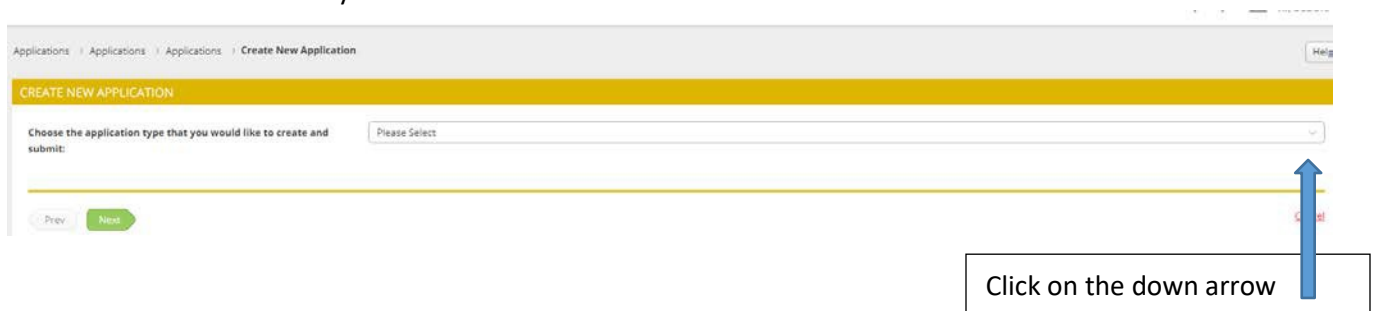 Applications › Applications › Applications › Create New Application
Help
CREATE NEW APPLICATION
Choose the application type that you would like to create and
submit:
Please Select
Prev
Next
Cancel
Click on the down arrow